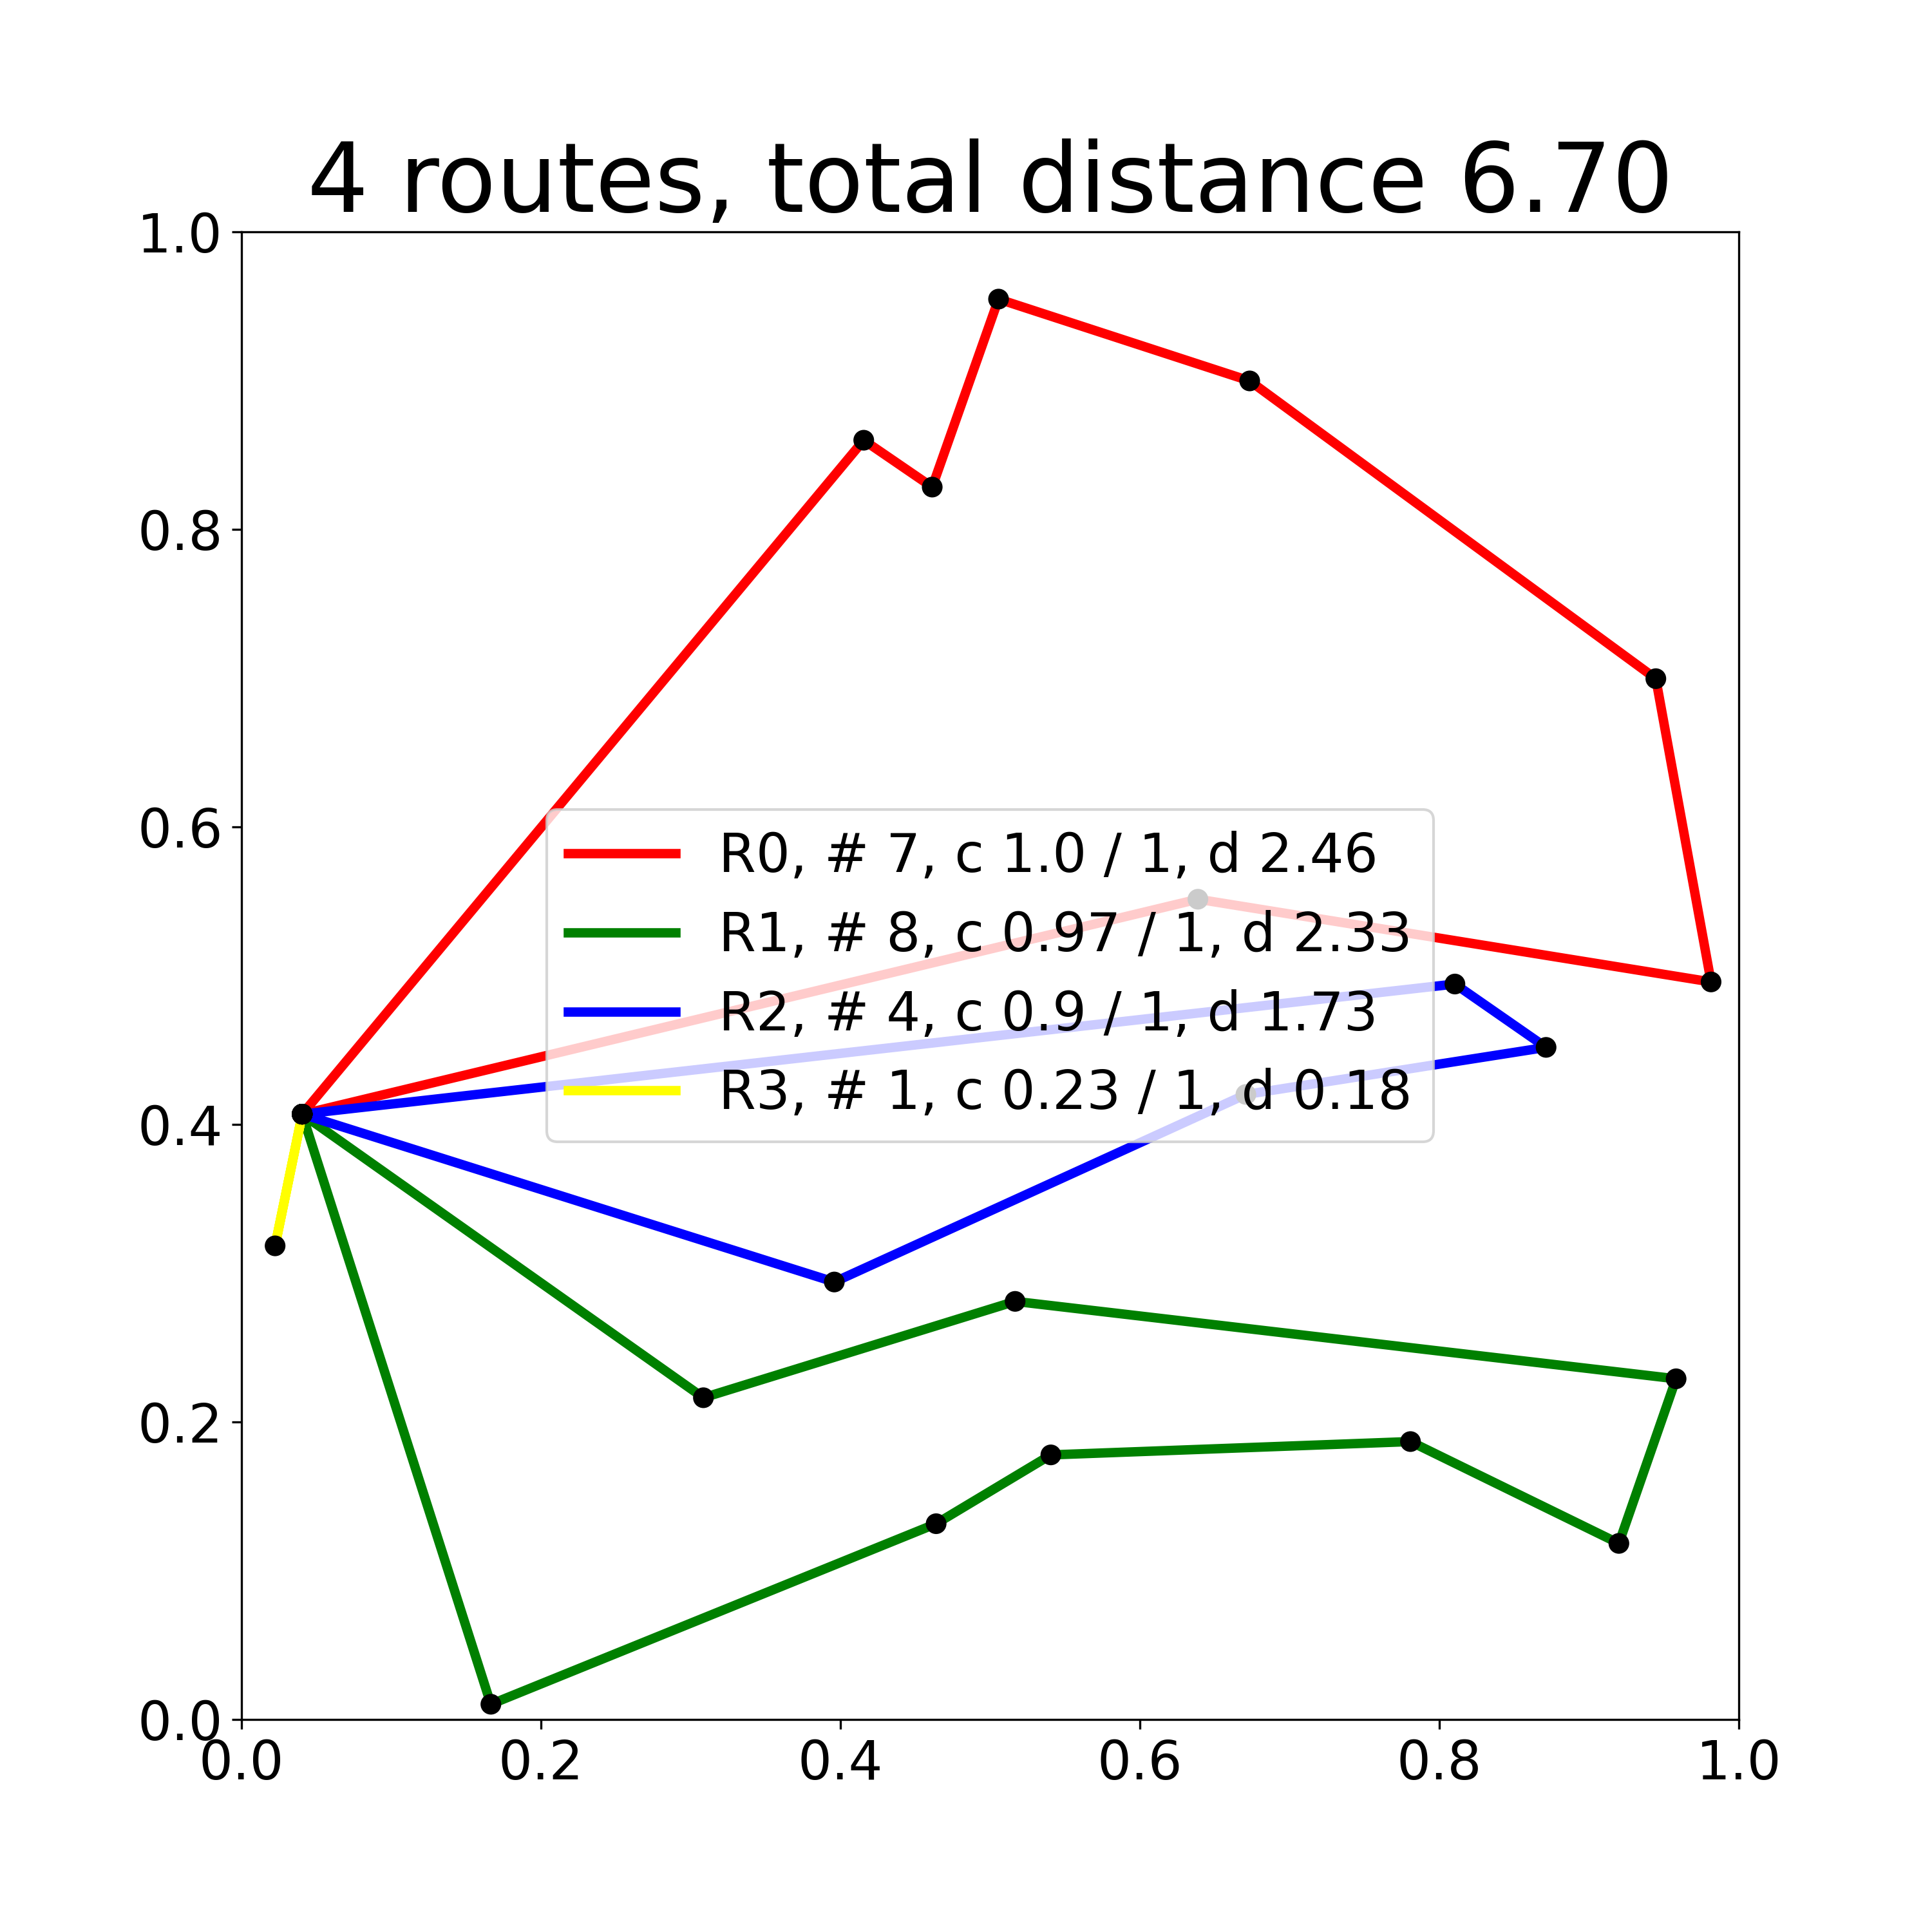 4 routes, total distance 6.70
1.0
0.8
0.6
0.4
0.2
0.0
R0, # 7, c 1.0 / 1, d 2.46
R1, # 8, c 0.97 / 1, d 2.33
R2, # 4, c 0.9 / 1, d 1.73
R3, # 1, c 0.23 / 1, d 0.18
0.0 0.2 0.4 0.6 0.8 1.0